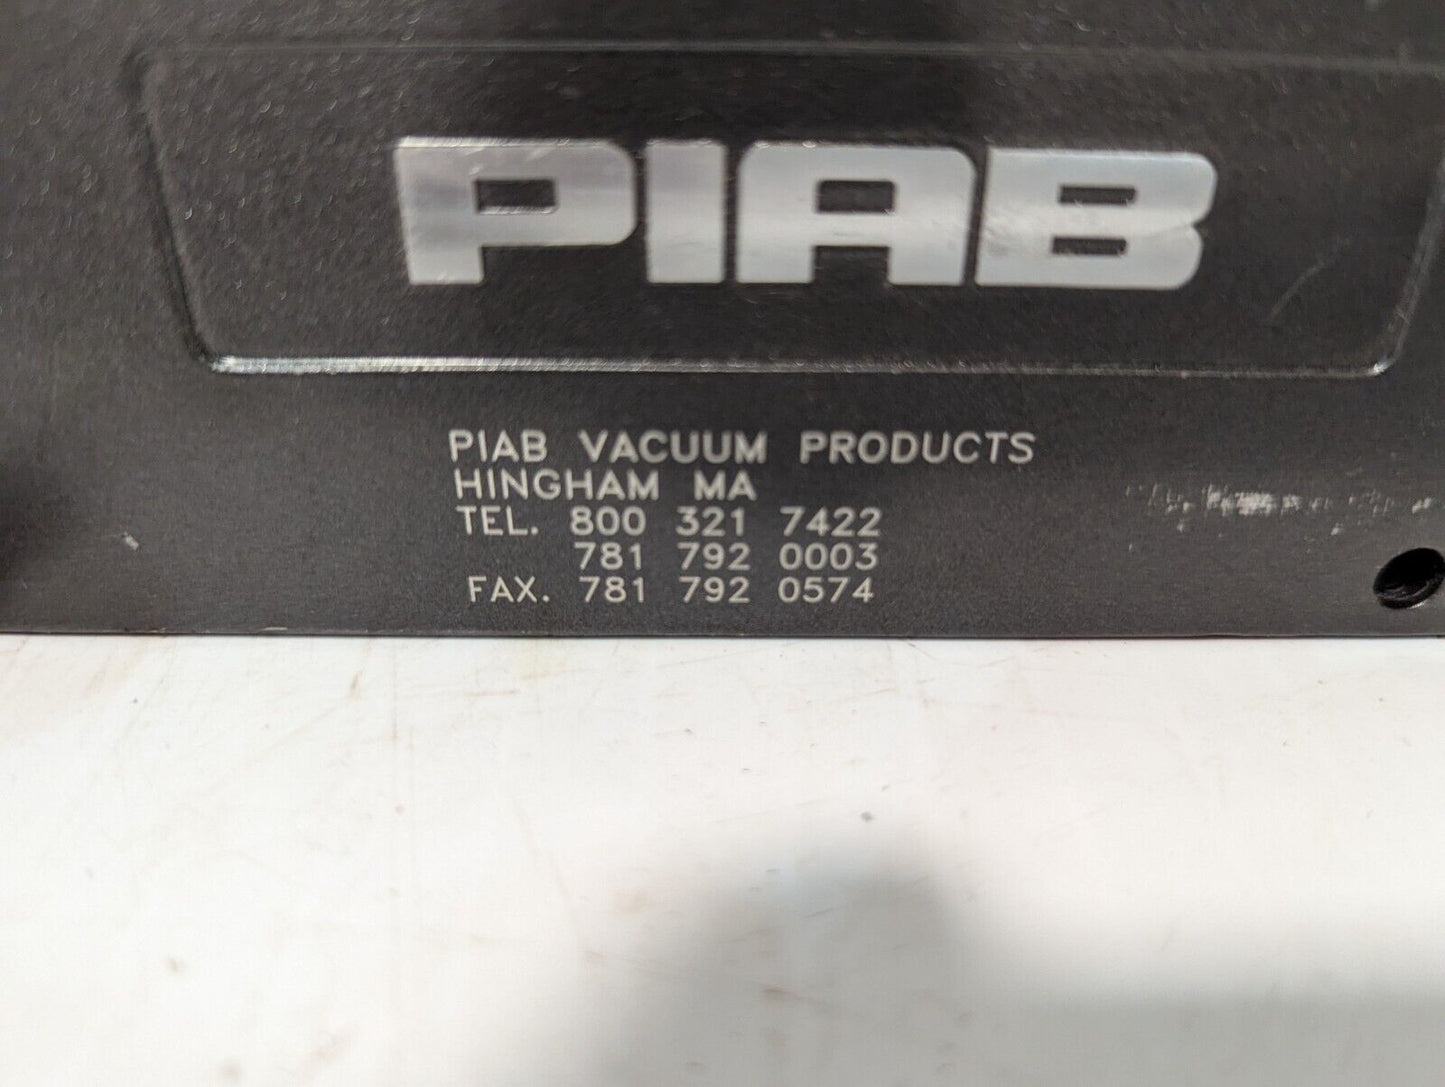 PIAB
PIAB VACUUM PRODUCTS
HINGHAM MA
TEL. 800 321 7422
781 792 0003
FAX. 781 792 0574